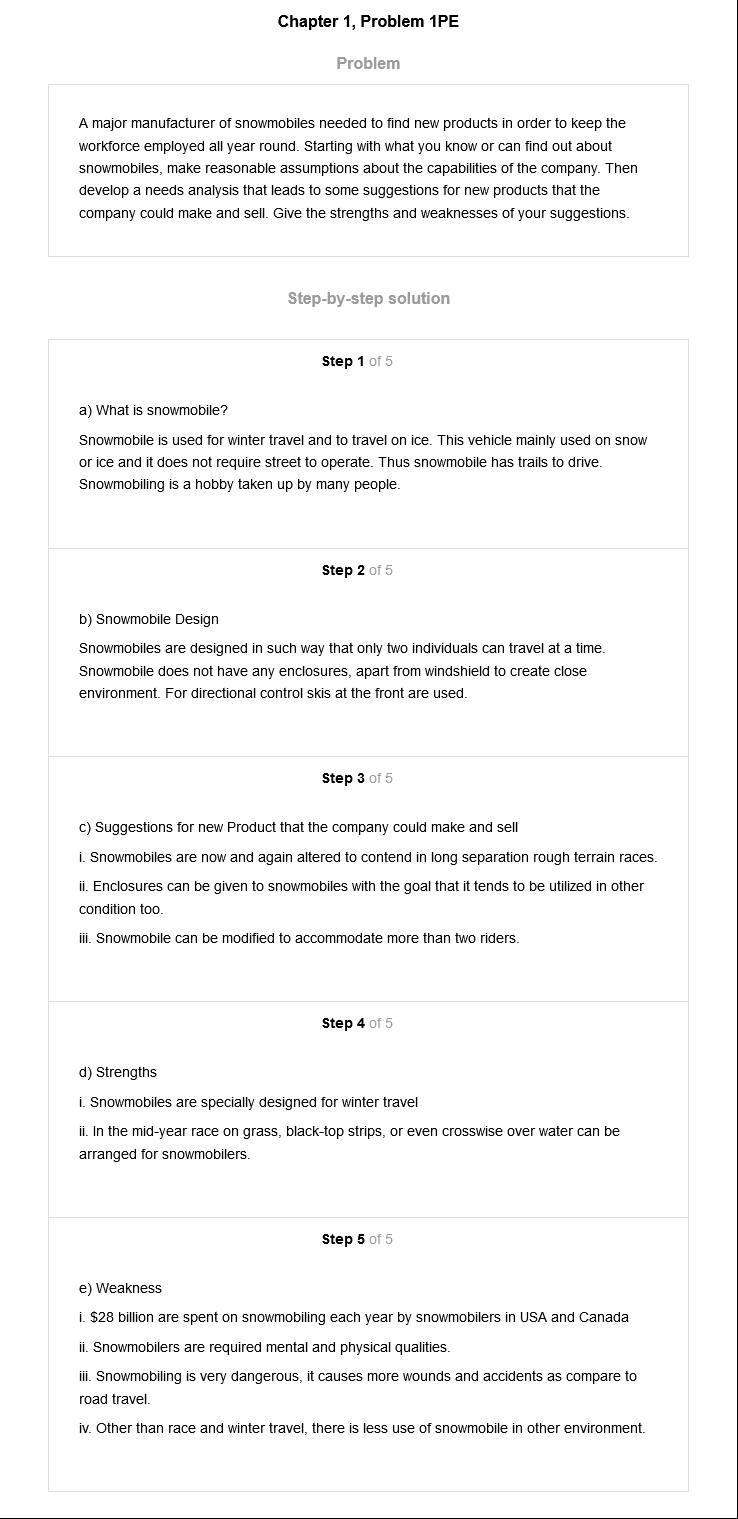 Chapter 1, Problem 1PE
Problem
A major manufacturer of snowmobiles needed to find new products in order to keep the
workforce employed all year round. Starting with what you know or can find out about
snowmobiles, make reasonable assumptions about the capabilities of the company. Then
develop a needs analysis that leads to some suggestions for new products that the
company could make and sell. Give the strengths and weaknesses of your suggestions.
Step-by-step solution
Step 1 of 5
a) What is snowmobile?
Snowmobile is used for winter travel and to travel on ice. This vehicle mainly used on snow
or ice and it does not require street to operate. Thus snowmobile has trails to drive.
Snowmobiling is a hobby taken up by many people.
Step 2 of 5
b) Snowmobile Design
Snowmobiles are designed in such way that only two individuals can travel at a time.
Snowmobile does not have any enclosures, apart from windshield to create close
environment. For directional control skis at the front are used.
Step 3 of 5
c) Suggestions for new Product that the company could make and sell
i. Snowmobiles are now and again altered to contend in long separation rough terrain races.
ii. Enclosures can be given to snowmobiles with the goal that it tends to be utilized in other
condition too.
iii. Snowmobile can be modified to accommodate more than two riders.
Step 4 of 5
d) Strengths
i. Snowmobiles are specially designed for winter travel
ii. In the mid-year race on grass, black-top strips, or even crosswise over water can be
arranged for snowmobilers.
Step 5 of 5
e) Weakness
i. $28 billion are spent on snowmobiling each year by snowmobilers in USA and Canada
ii. Snowmobilers are required mental and physical qualities.
iii. Snowmobiling is very dangerous, it causes more wounds and accidents as compare to
road travel.
iv. Other than race and winter travel, there is less use of snowmobile in other environment.